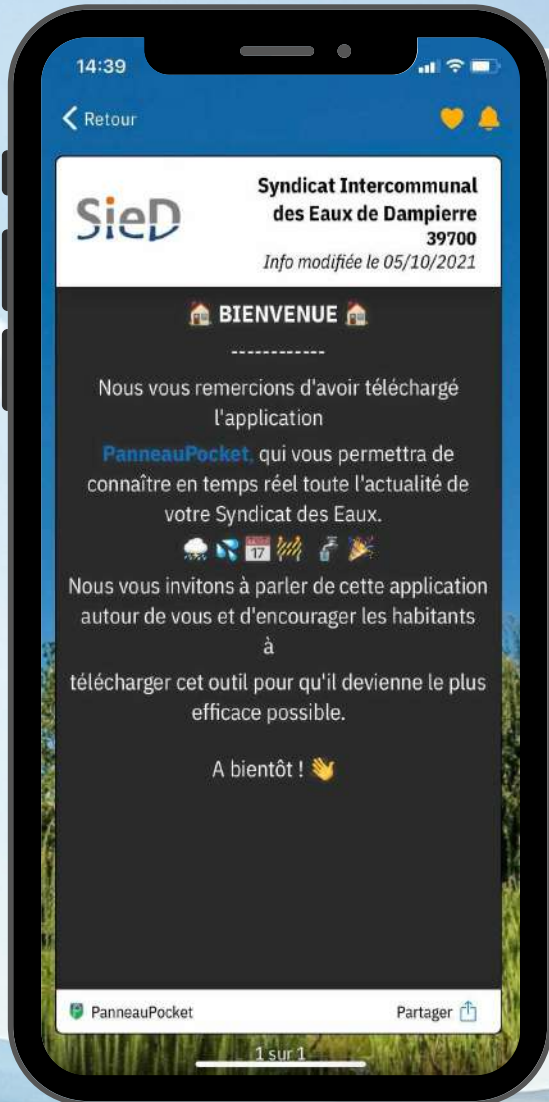 14:39
Retour
SieD
Syndicat Intercommunal
des Eaux de Dampierre
39700
Info modifiée le 05/10/2021
🏠 BIENVENUE 🏠
------------
Nous vous remercions d'avoir téléchargé
l'application
PanneauPocket, qui vous permettra de
connaître en temps réel toute l'actualité de
votre Syndicat des Eaux.
🌧 💦 📅 🚧 🚰 🎉
Nous vous invitons à parler de cette application
autour de vous et d'encourager les habitants
à
télécharger cet outil pour qu'il devienne le plus
efficace possible.
A bientôt ! 👋
PanneauPocket
Partager
1 sur 1